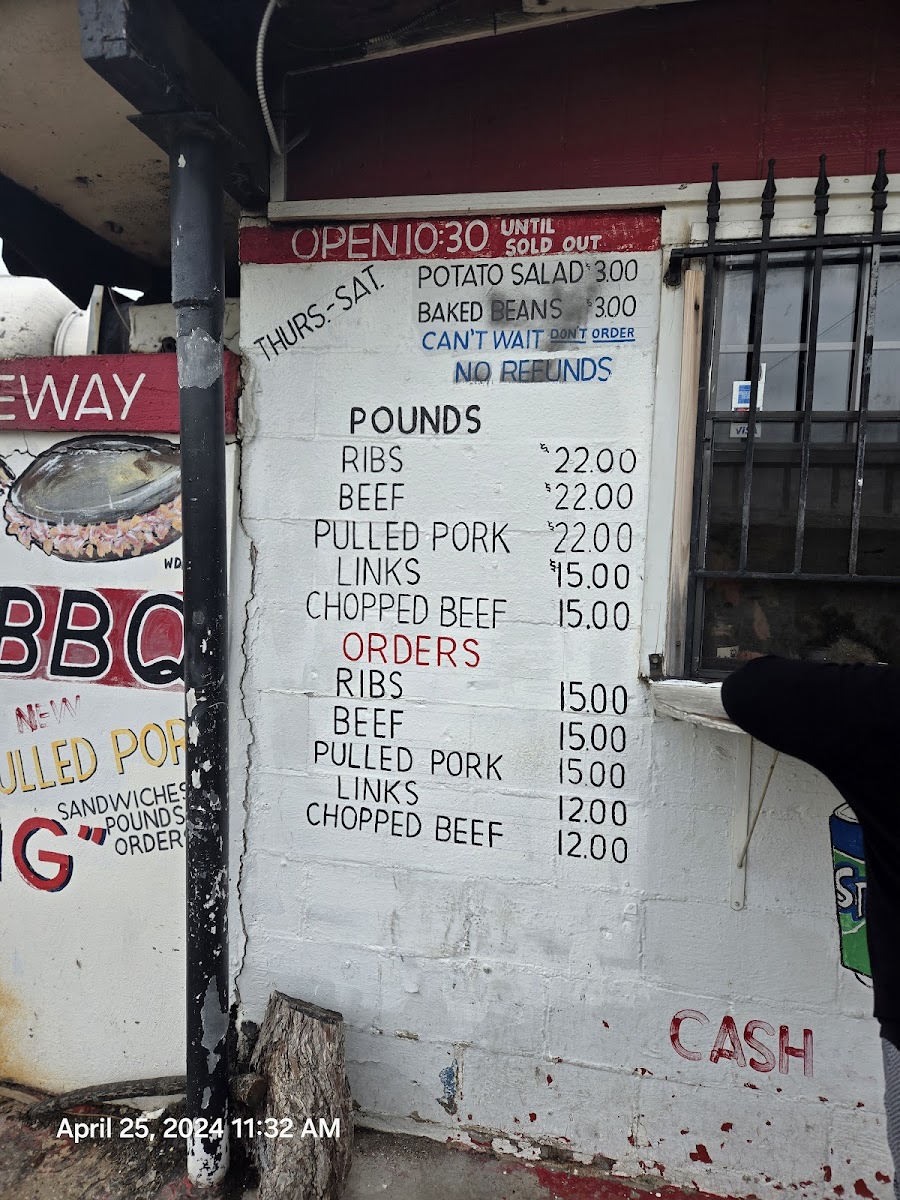 OPEN 10:30 UNTIL SOLD OUT
THURS.-SAT.
POTATO SALAD $3.00
BAKED BEANS $3.00
CAN'T WAIT DON'T ORDER
NO REFUNDS
POUNDS
RIBS $22.00
BEEF $22.00
PULLED PORK $22.00
LINKS $15.00
CHOPPED BEEF 15.00
ORDERS
RIBS 15.00
BEEF 15.00
PULLED PORK 15.00
LINKS 12.00
CHOPPED BEEF 12.00
CASH
VISA
EWAY
BBQ
NEW
ULLED POR
SANDWICHES
POUNDS
ORDER
G"
April 25, 2024 11:32 AM